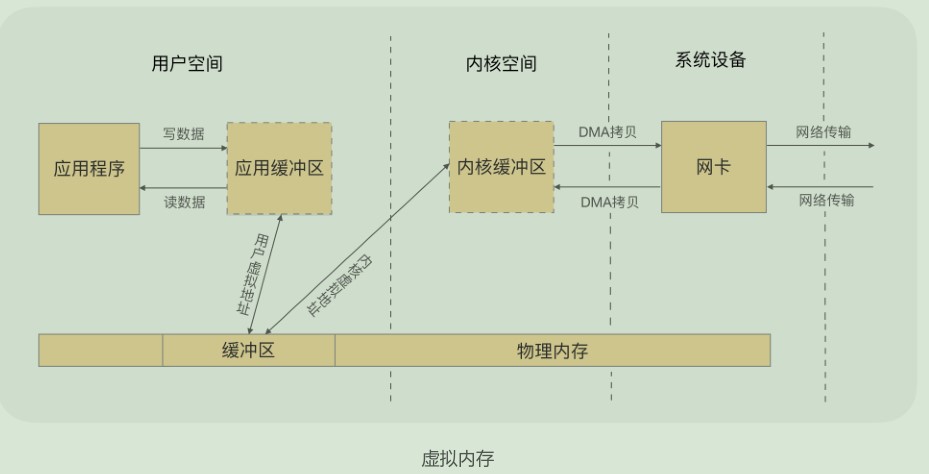 用户空间
内核空间
系统设备
应用程序
写数据
读数据
应用缓冲区
内核缓冲区
DMA拷贝
DMA拷贝
网卡
网络传输
网络传输
用户虚拟地址
内核虚拟地址
缓冲区
物理内存
虚拟内存